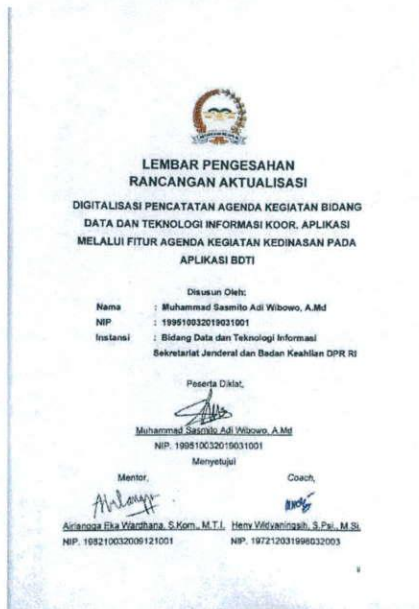 LEMBAR PENGESAHAN
RANCANGAN AKTUALISASI
DIGITALISASI PENCATATAN AGENDA KEGIATAN BIDANG
DATA DAN TEKNOLOGI INFORMASI KOOR. APLIKASI
MELALUI FITUR AGENDA KEGIATAN KEDINASAN PADA
APLIKASI BDTI
Disusun Oleh:
Nama : Muhammad Sasmito Adi Wibowo, A.Md
NIP : 199510032019031001
Instansi : Bidang Data dan Teknologi Informasi
Sekretariat Jenderal dan Badan Keahlian DPR RI
Peserta Diklat,
Muhammad Sasmito Adi Wibowo, A.Md
NIP. 199510032019031001
Menyetujui
Mentor, Coach,
Airlangga Eka Wardhana, S.Kom., M.T.I. Heny Widyaningsih, S.Psi., M.Si.
NIP. 198210032009121001 NIP. 197212031998032003